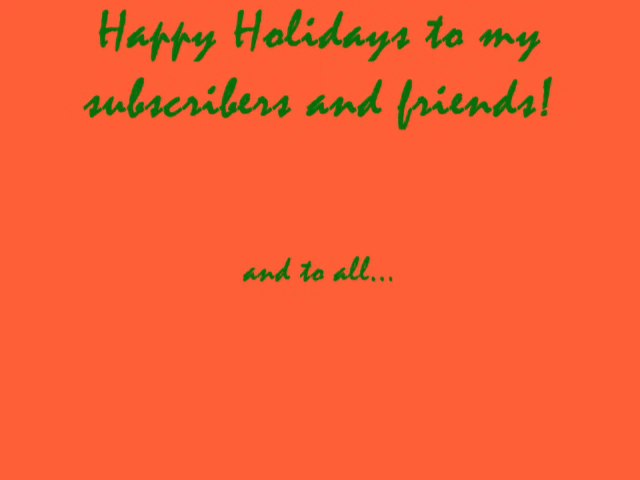 Happy Holidays to my
subscribers and friends!
and to all...